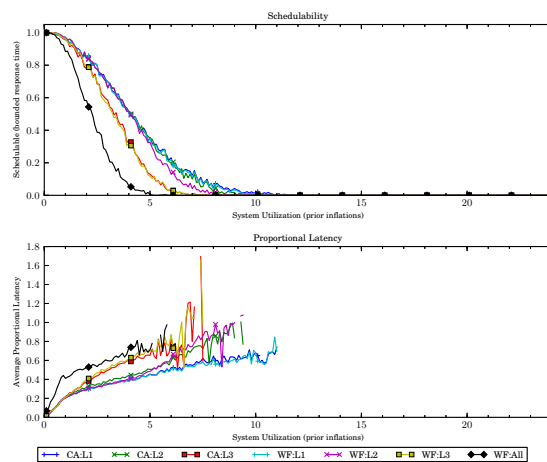 Schedulability
Schedulable (bounded response time)
1.0
0.8
0.6
0.4
0.2
0.0
0 5 10 15 20
System Utilization (prior inflations)
Proportional Latency
Average Proportional Latency
1.8
1.6
1.4
1.2
1.0
0.8
0.6
0.4
0.2
0.0
0 5 10 15 20
System Utilization (prior inflations)
CA:L1 CA:L2 CA:L3 WF:L1 WF:L2 WF:L3 WF:All